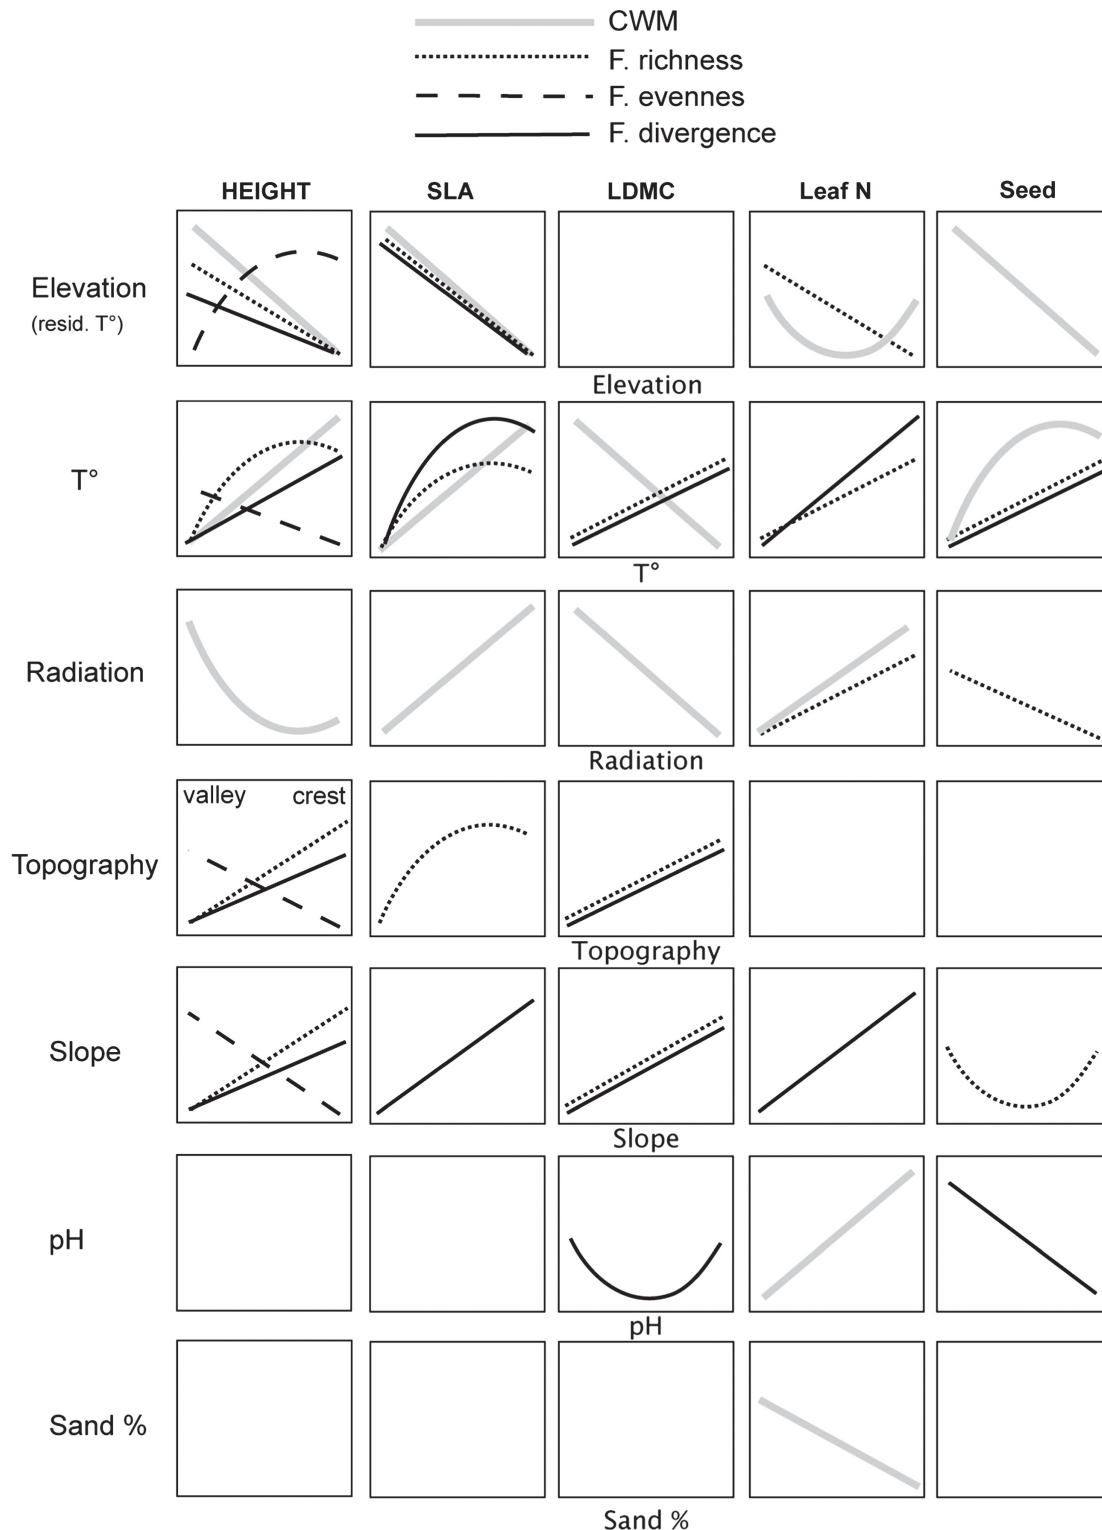 CWM
F. richness
F. evennes
F. divergence
HEIGHT SLA LDMC Leaf N Seed
Elevation
(resid. T°)
Elevation
T°
T°
Radiation
Radiation
valley crest
Topography
Topography
Slope
Slope
pH
pH
Sand %
Sand %